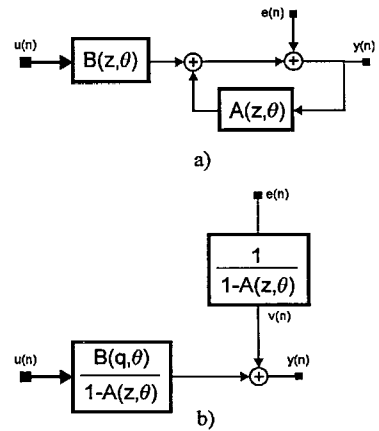 e(n)
u(n)
B(z,θ)
y(n)
A(z,θ)
a)
e(n)
1
1-A(z,θ)
v(n)
u(n)
B(q,θ)
1-A(z,θ)
y(n)
b)